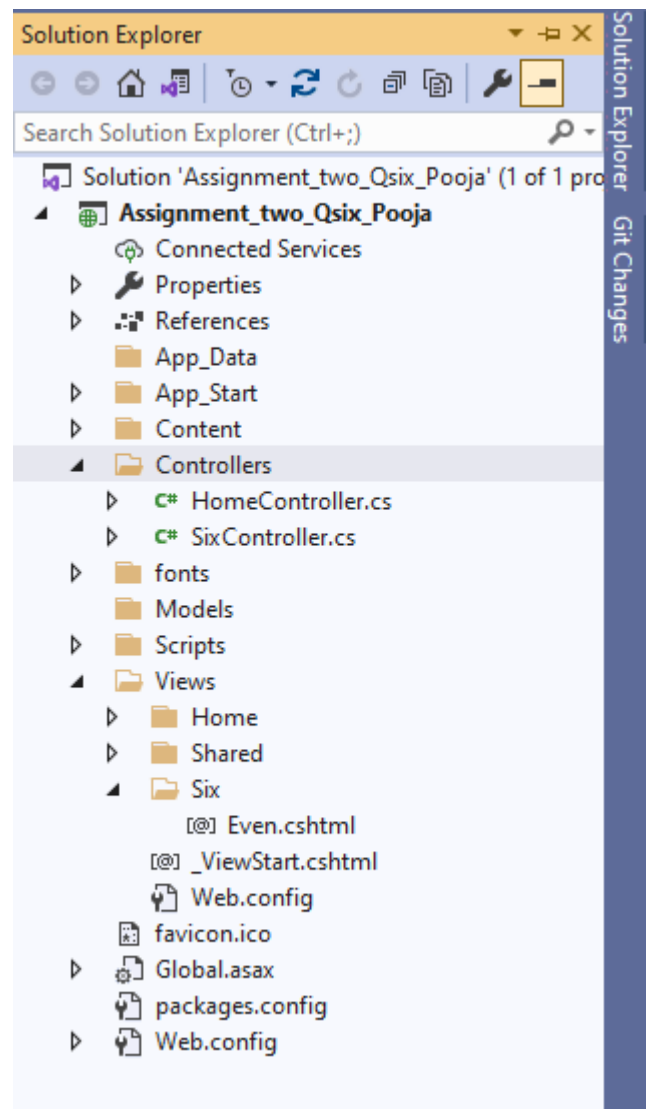 Solution Explorer
Search Solution Explorer (Ctrl+;)
Solution 'Assignment_two_Qsix_Pooja' (1 of 1 pro
Assignment_two_Qsix_Pooja
Connected Services
Properties
References
App_Data
App_Start
Content
Controllers
C# HomeController.cs
C# SixController.cs
fonts
Models
Scripts
Views
Home
Shared
Six
[@] Even.cshtml
[@] _ViewStart.cshtml
Web.config
favicon.ico
Global.asax
packages.config
Web.config
Solution Explorer
Git Changes